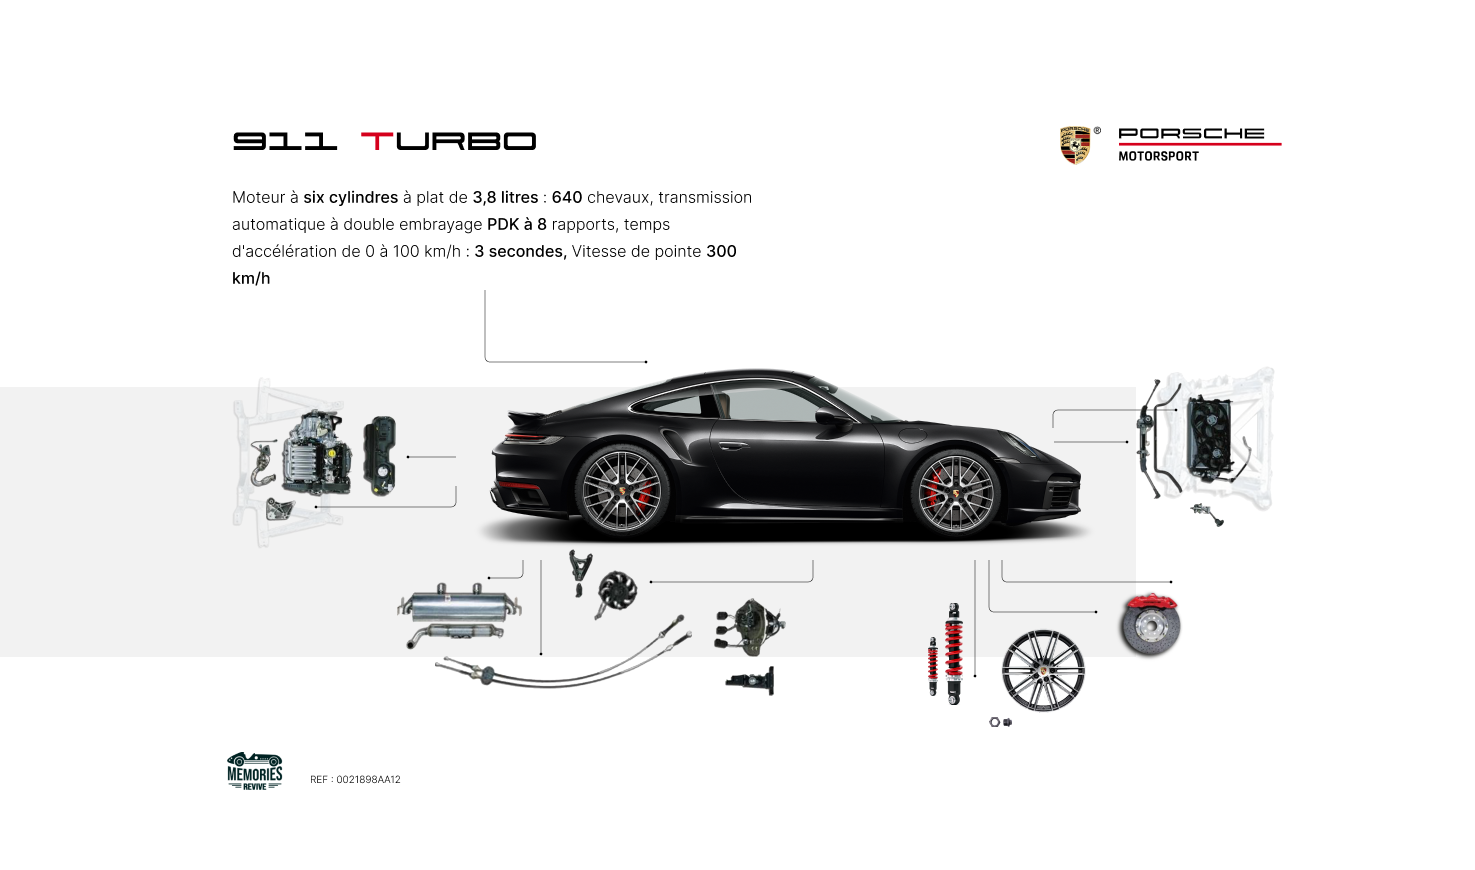 911 TURBO
PORSCHE
®
PORSCHE
MOTORSPORT
Moteur à six cylindres à plat de 3,8 litres : 640 chevaux, transmission
automatique à double embrayage PDK à 8 rapports, temps
d'accélération de 0 à 100 km/h : 3 secondes, Vitesse de pointe 300
km/h
MEMORIES
REVIVE
REF : 0021898AA12